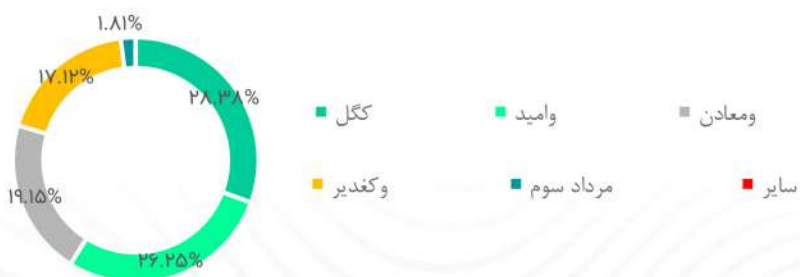 ۱.۸۱%
۱۷.۱۲%
۲۸.۳۸%
۱۹.۱۵%
۲۶.۲۵%
کگل وامید ومعادن
وکغدیر مرداد سوم سایر